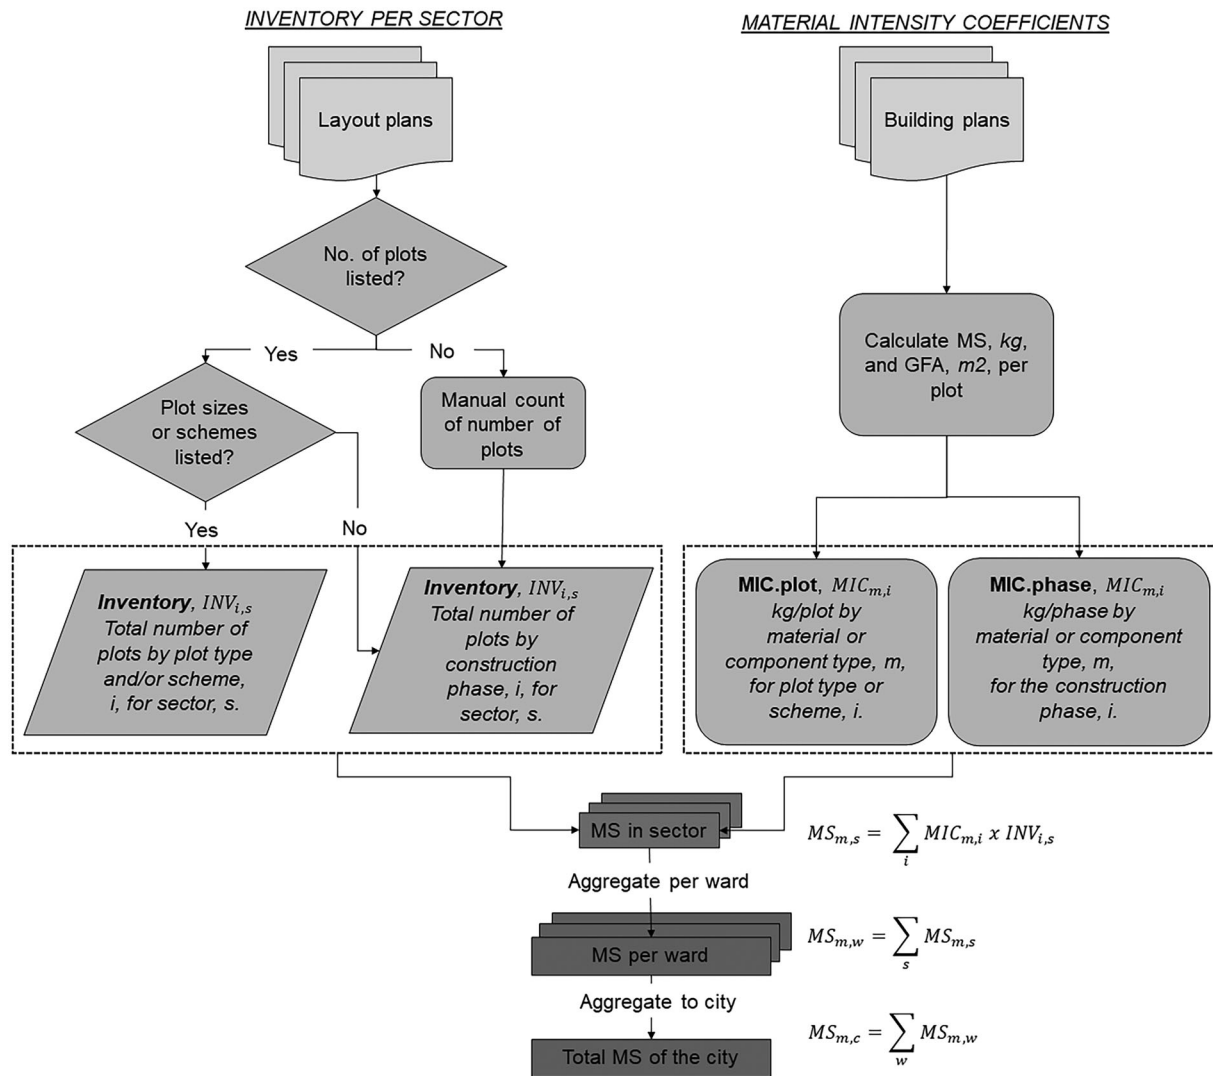 INVENTORY PER SECTOR
Layout plans
No. of plots
listed?
Yes
No
Plot sizes
or schemes
listed?
Manual count
of number of
plots
Yes
No
Inventory, INV_{i,s}
Total number of
plots by plot type
and/or scheme,
i, for sector, s.
Inventory, INV_{i,s}
Total number of
plots by
construction
phase, i, for
sector, s.
MATERIAL INTENSITY COEFFICIENTS
Building plans
Calculate MS, kg,
and GFA, m2, per
plot
MIC.plot, MIC_{m,i}
kg/plot by
material or
component type, m,
for plot type or
scheme, i.
MIC.phase, MIC_{m,i}
kg/phase by
material or component
type, m,
for the construction
phase, i.
MS in sector
MS_{m,s} = ∑_i MIC_{m,i} x INV_{i,s}
Aggregate per ward
MS per ward
MS_{m,w} = ∑_s MS_{m,s}
Aggregate to city
Total MS of the city
MS_{m,c} = ∑_w MS_{m,w}